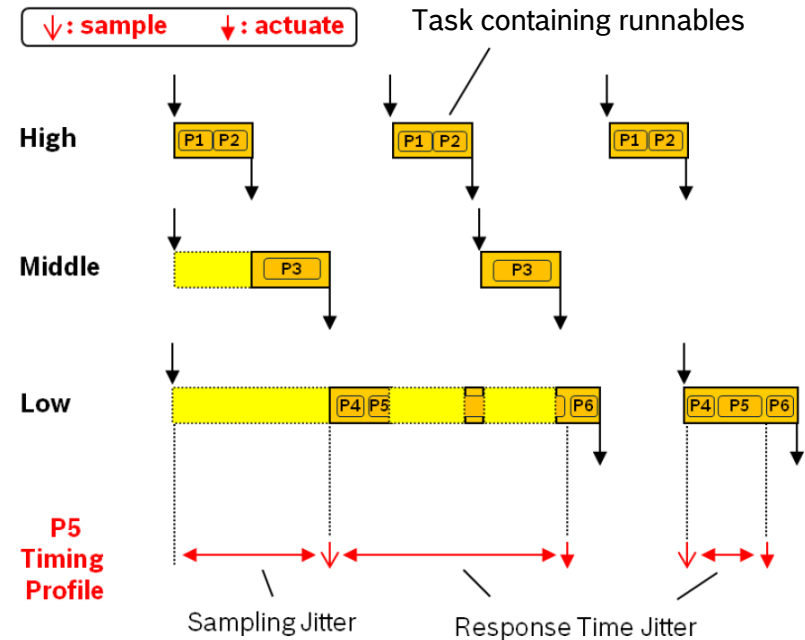 : sample : actuate
Task containing runnables
High
P1 P2 P1 P2 P1 P2
Middle
P3 P3
Low
P4 P5 P6 P4 P5 P6
P5
Timing
Profile
Sampling Jitter
Response Time Jitter